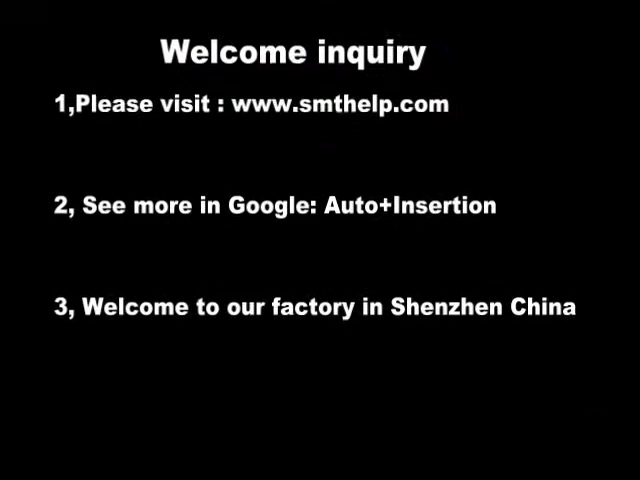 Welcome inquiry
1,Please visit : www.smthelp.com
2, See more in Google: Auto+Insertion
3, Welcome to our factory in Shenzhen China